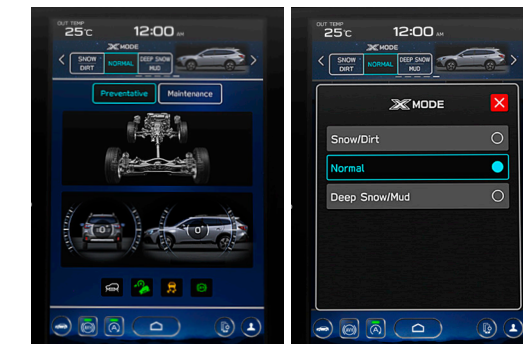 OUT TEMP
25°C
12:00 AM
X MODE
SNOW
DIRT
NORMAL
DEEP SNOW
MUD
Preventative
Maintenance
0°
0°
OUT TEMP
25°C
12:00 AM
X MODE
SNOW
DIRT
NORMAL
DEEP SNOW
MUD
X MODE
X
Snow/Dirt
Normal
Deep Snow/Mud